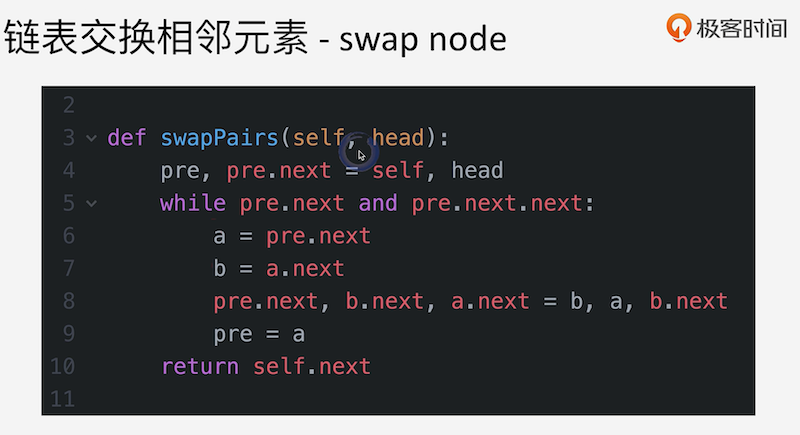 链表交换相邻元素 - swap node
极客时间
2
3 def swapPairs(self, head):
4     pre, pre.next = self, head
5     while pre.next and pre.next.next:
6         a = pre.next
7         b = a.next
8         pre.next, b.next, a.next = b, a, b.next
9         pre = a
10     return self.next
11